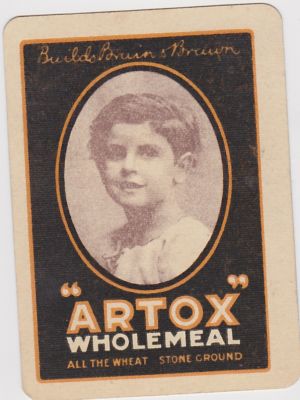 Builds Brain & Brawn
"ARTOX"
WHOLEMEAL
ALL THE WHEAT STONE GROUND